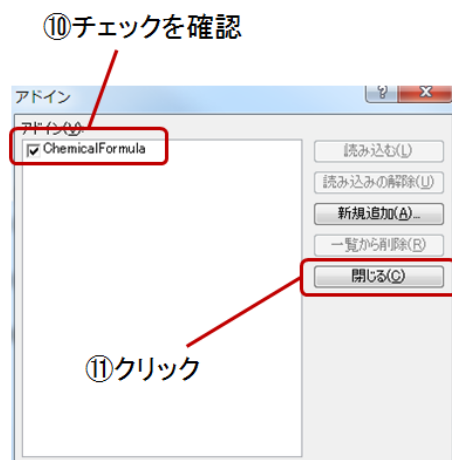 ⑩チェックを確認
アドイン
アドイン(V):
ChemicalFormula
読み込む(L)
読み込みの解除(U)
新規追加(A)...
一覧から削除(R)
閉じる(C)
⑪クリック